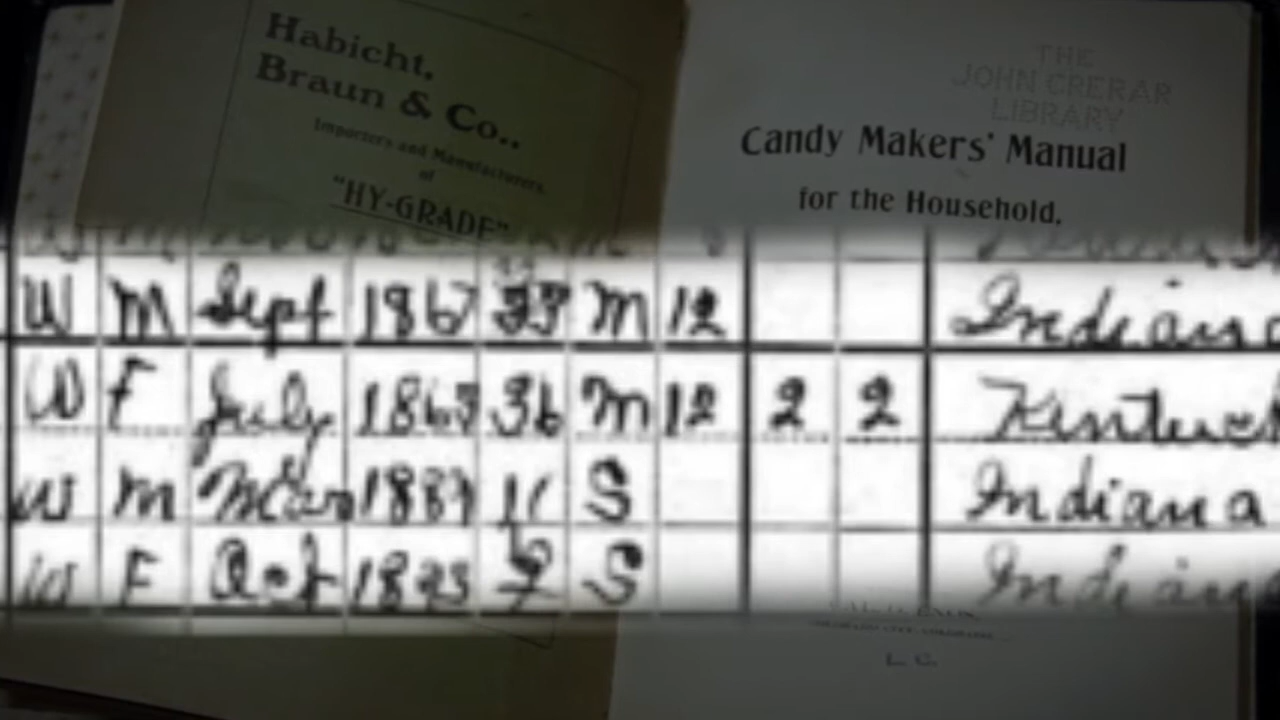 Habicht,
Braun & Co.,
Importers and Manufacturers
of
"HY-GRADE"
THE
JOHN CRERAR
LIBRARY
Candy Makers' Manual
for the Household.
W M Sept 1867 33 M 12 Indiana
W F July 1863 36 M 12 2 2 Kentuck
W M Mar 1889 11 S Indiana
W F Oct 1893 S Indiana
L. C.